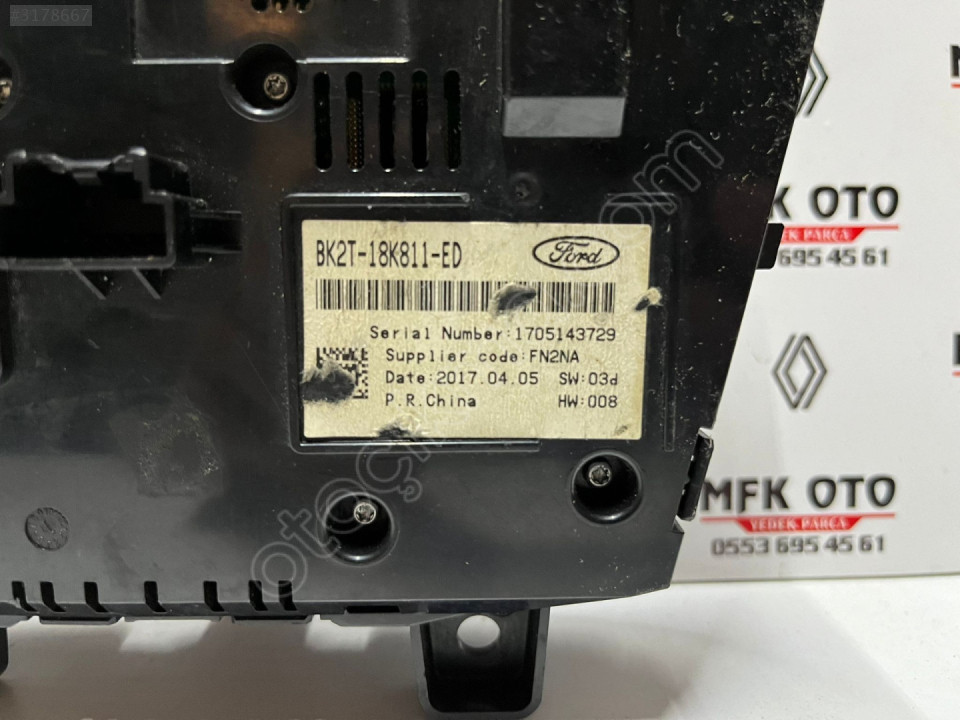 #3178667
BK2T-18K811-ED
Ford
Serial Number:1705143729
Supplier code:FN2NA
Date:2017.04.05 SW:03d
P.R.China HW:008
MFK OTO
YEDEK PARÇA
695 45 61
MFK OTO
YEDEK PARÇA
0553 695 45 61